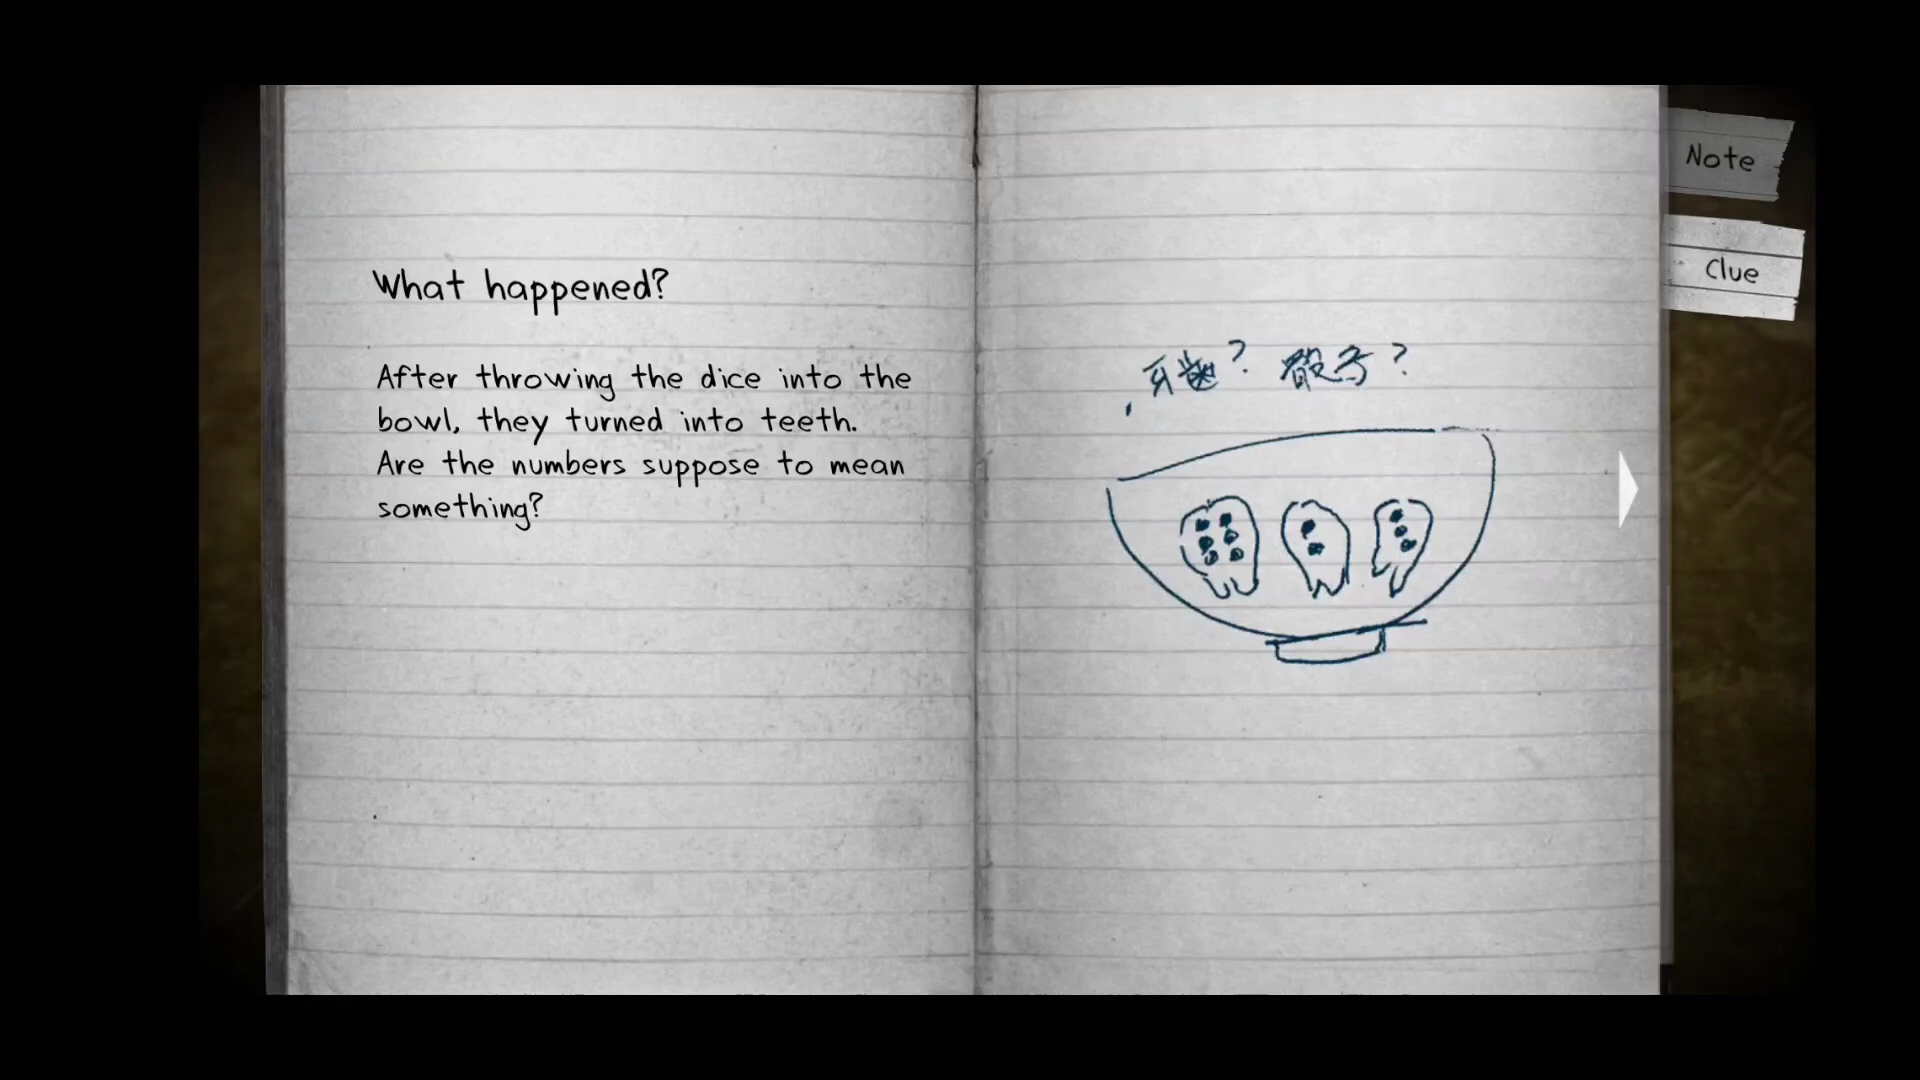 What happened?
After throwing the dice into the
bowl, they turned into teeth.
Are the numbers suppose to mean
something?
牙齒？ 骰子？
Note
Clue